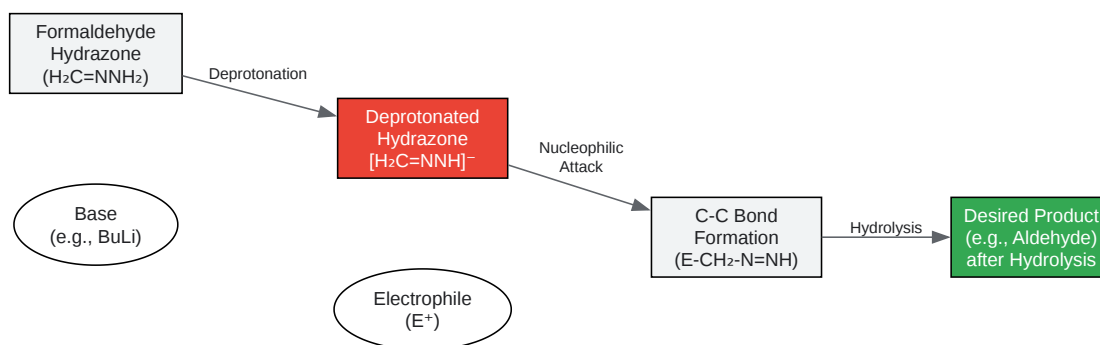 Formaldehyde
Hydrazone
(H₂C=NNH₂)
Deprotonation
Deprotonated
Hydrazone
[H₂C=NNH]⁻
Nucleophilic
Attack
Base
(e.g., BuLi)
C-C Bond
Formation
(E-CH₂-N=NH)
Hydrolysis
Desired Product
(e.g., Aldehyde)
after Hydrolysis
Electrophile
(E⁺)